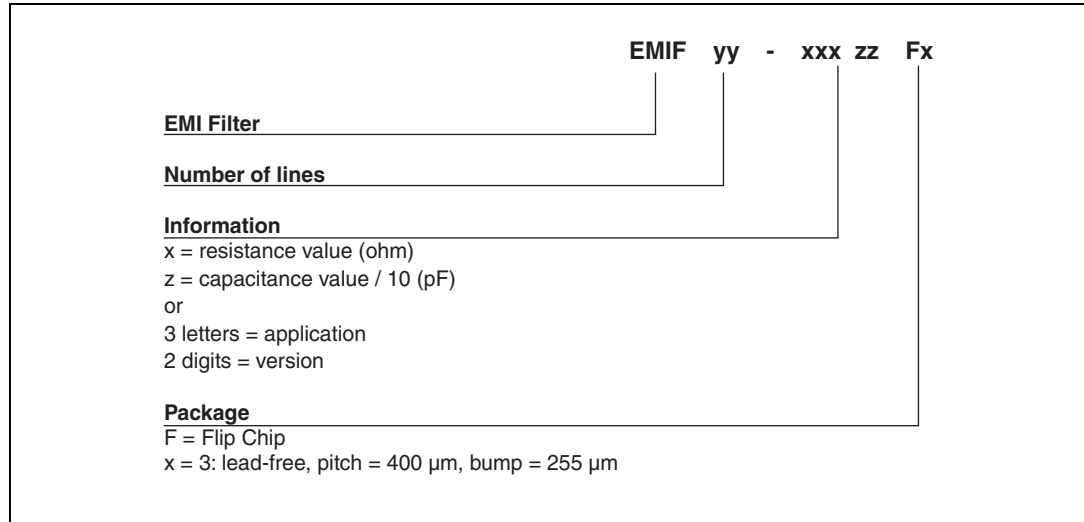 EMIF yy - xxx zz Fx
EMI Filter
Number of lines
Information
x = resistance value (ohm)
z = capacitance value / 10 (pF)
or
3 letters = application
2 digits = version
Package
F = Flip Chip
x = 3: lead-free, pitch = 400 µm, bump = 255 µm